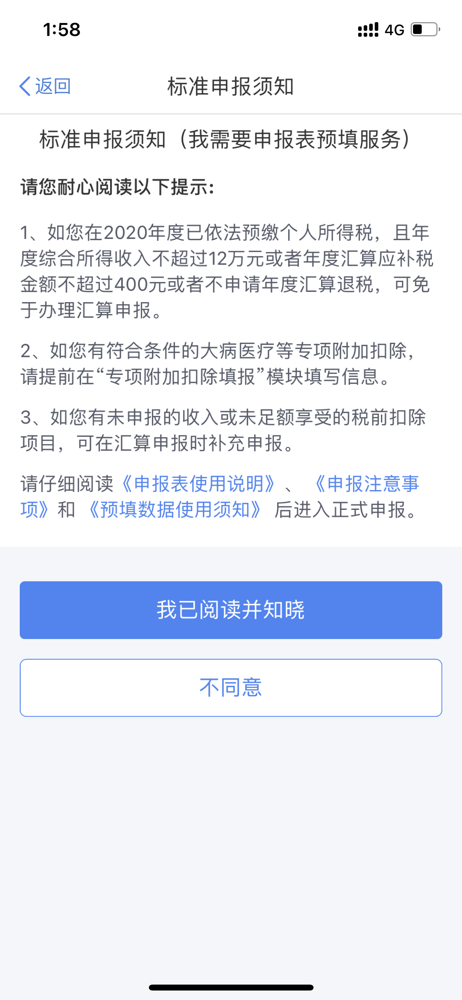 1:58
4G
返回
标准申报须知
标准申报须知（我需要申报表预填服务）
请您耐心阅读以下提示:
1、如您在2020年度已依法预缴个人所得税，且年
度综合所得收入不超过12万元或者年度汇算应补税
金额不超过400元或者不申请年度汇算退税，可免
于办理汇算申报。
2、如您有符合条件的大病医疗等专项附加扣除，
请提前在“专项附加扣除填报”模块填写信息。
3、如您有未申报的收入或未足额享受的税前扣除
项目，可在汇算申报时补充申报。
请仔细阅读《申报表使用说明》、《申报注意事
项》和《预填数据使用须知》后进入正式申报。
我已阅读并知晓
不同意